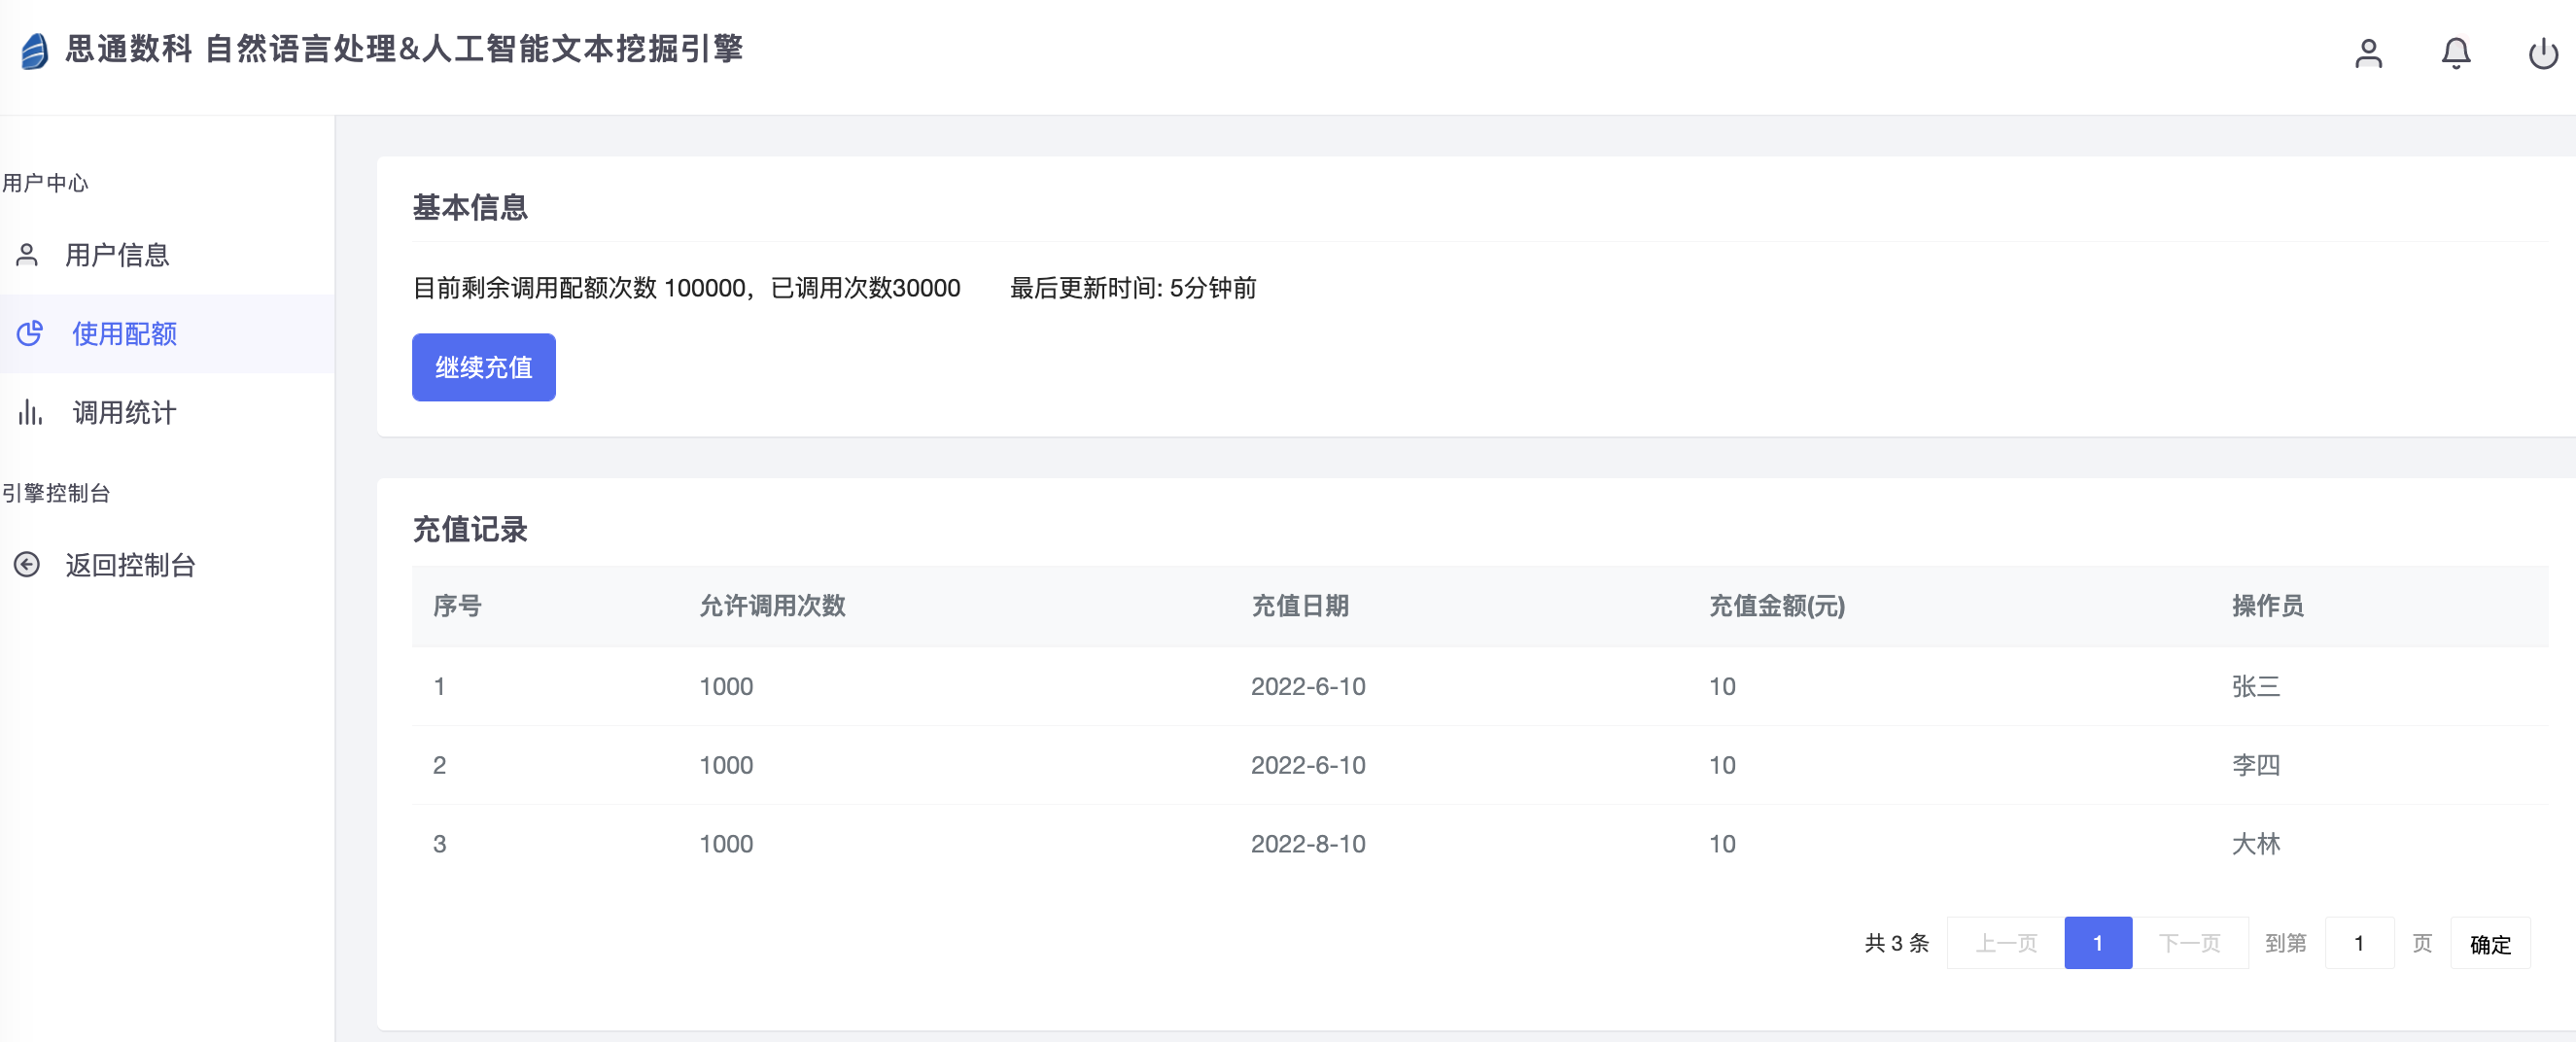 思通数科 自然语言处理&人工智能文本挖掘引擎
用户中心
用户信息
使用配额
调用统计
引擎控制台
返回控制台
基本信息
目前剩余调用配额次数 100000，已调用次数30000 最后更新时间: 5分钟前
继续充值
充值记录
序号 允许调用次数 充值日期 充值金额(元) 操作员
1 1000 2022-6-10 10 张三
2 1000 2022-6-10 10 李四
3 1000 2022-8-10 10 大林
共 3 条 上一页 1 下一页 到第 1 页 确定